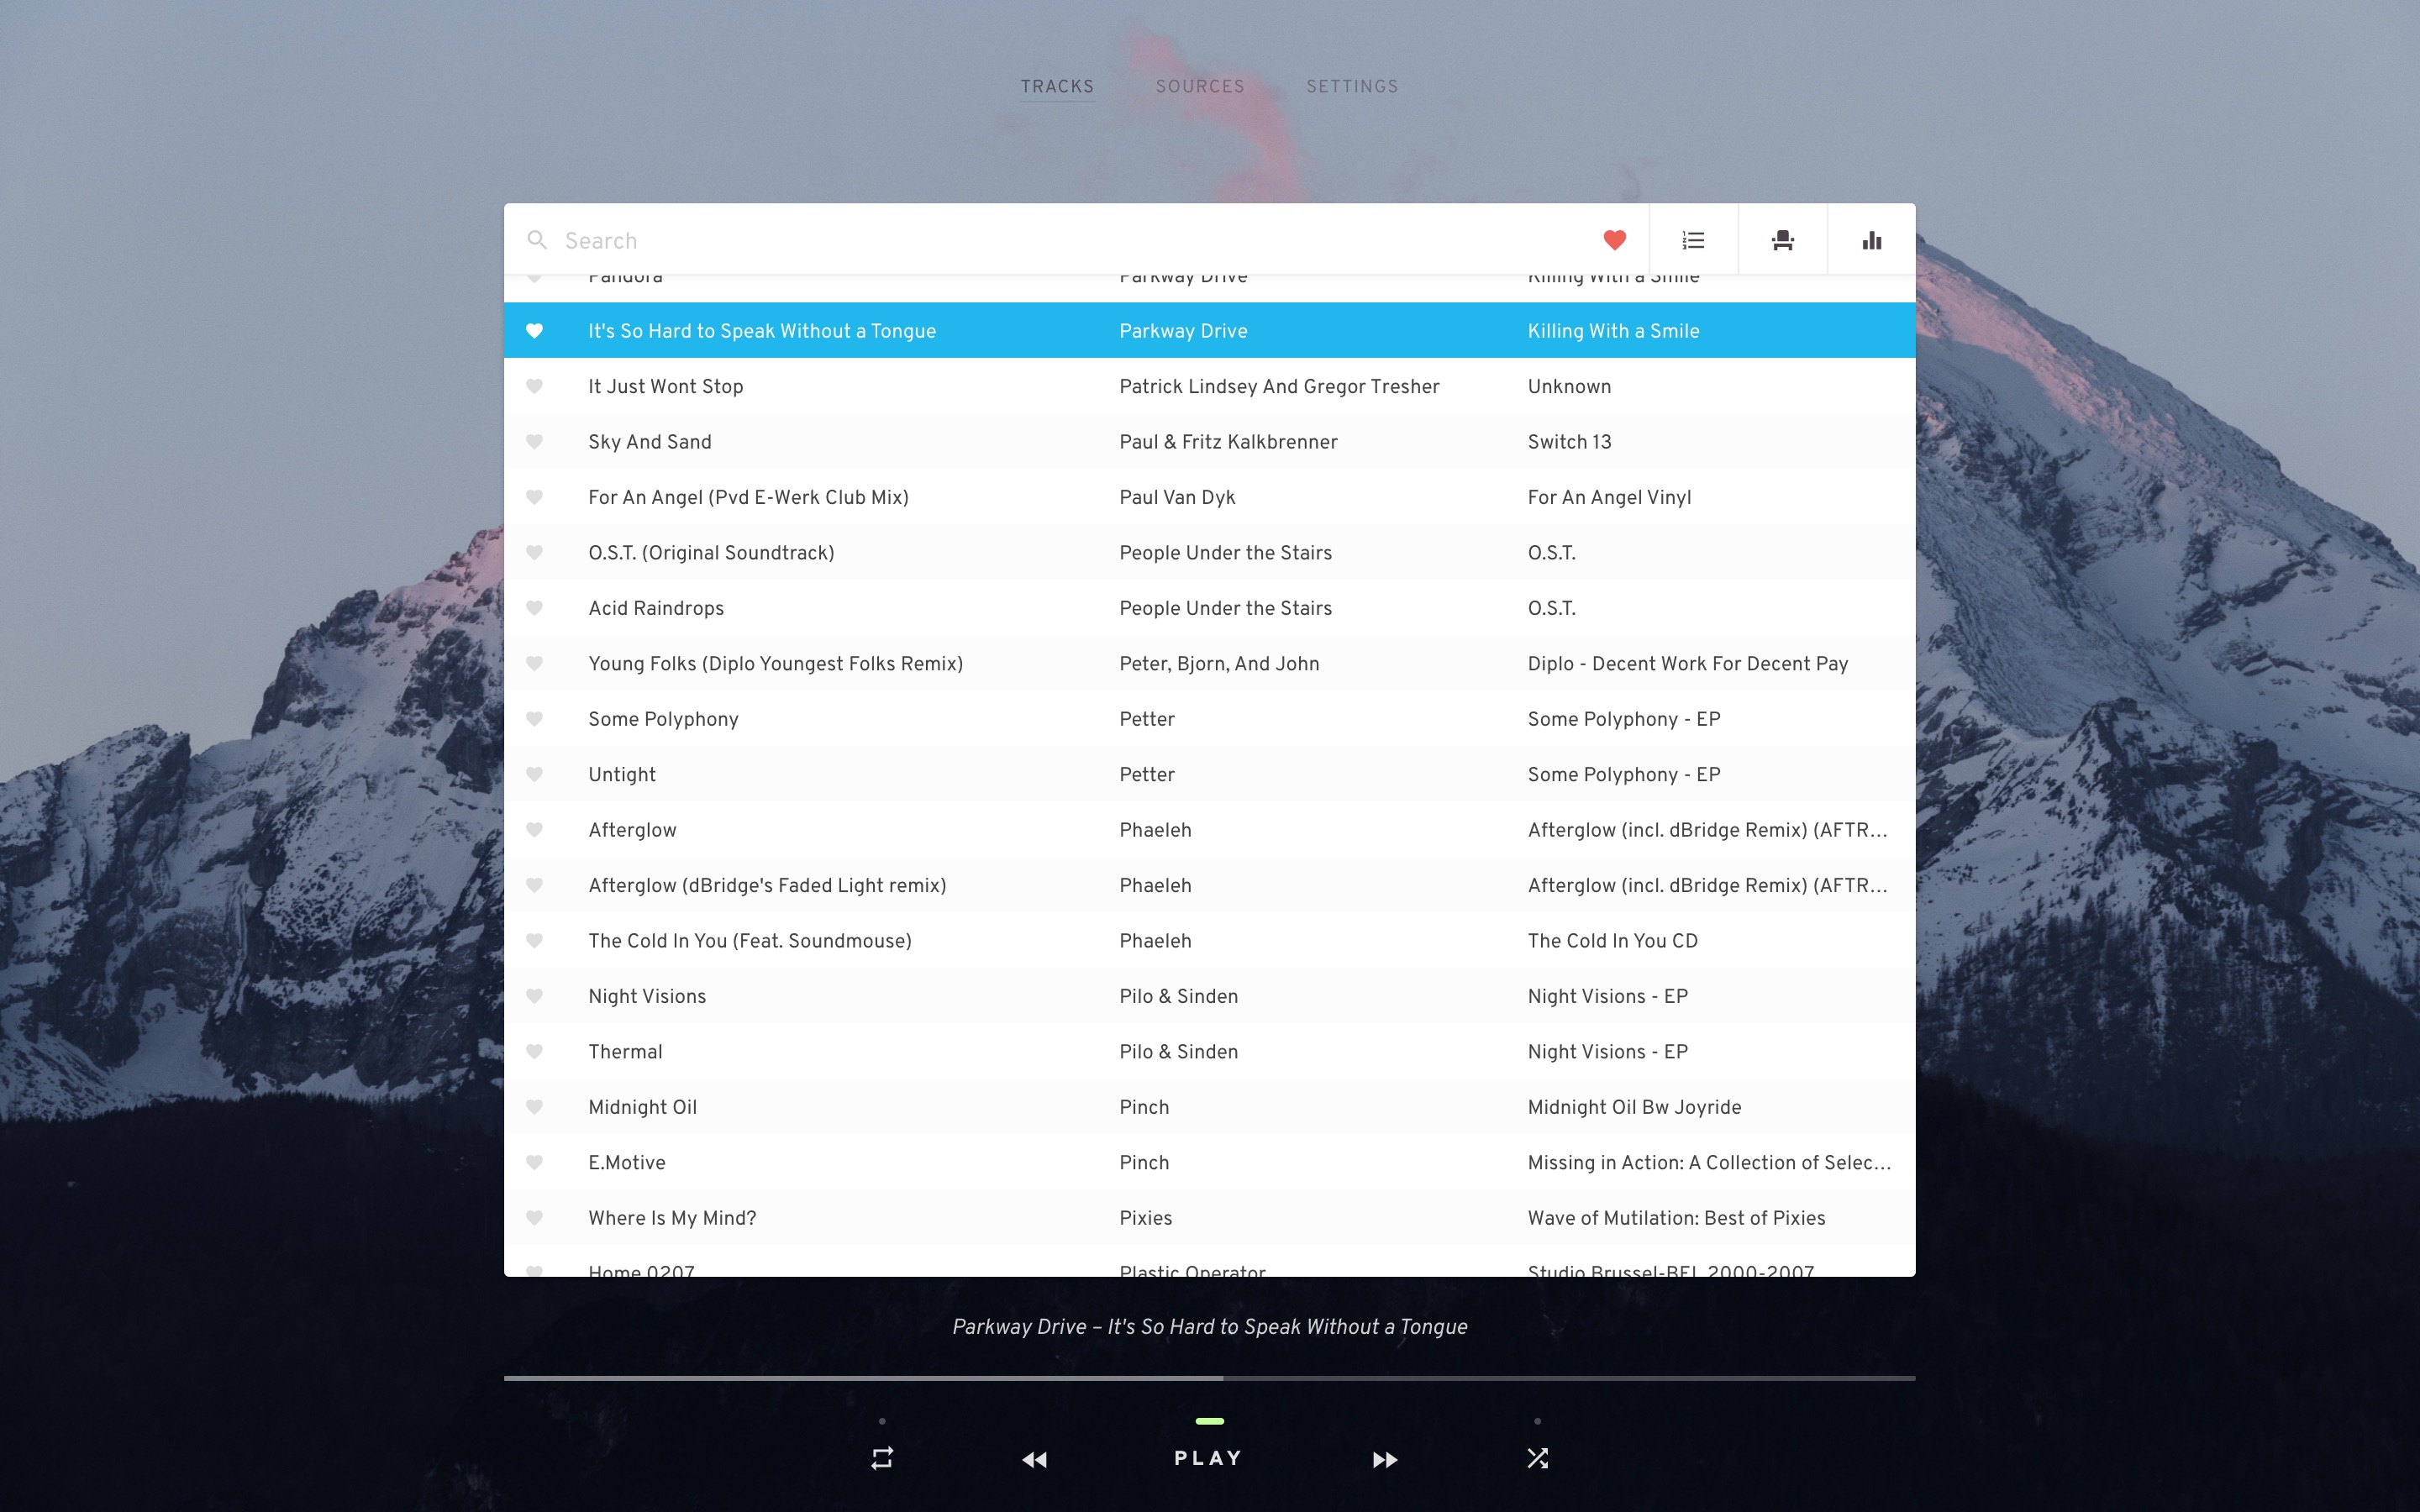 TRACKS SOURCES SETTINGS
Search
Pandora Parkway Drive Killing With a Smile
It's So Hard to Speak Without a Tongue Parkway Drive Killing With a Smile
It Just Wont Stop Patrick Lindsey And Gregor Tresher Unknown
Sky And Sand Paul & Fritz Kalkbrenner Switch 13
For An Angel (Pvd E-Werk Club Mix) Paul Van Dyk For An Angel Vinyl
O.S.T. (Original Soundtrack) People Under the Stairs O.S.T.
Acid Raindrops People Under the Stairs O.S.T.
Young Folks (Diplo Youngest Folks Remix) Peter, Bjorn, And John Diplo - Decent Work For Decent Pay
Some Polyphony Petter Some Polyphony - EP
Untight Petter Some Polyphony - EP
Afterglow Phaeleh Afterglow (incl. dBridge Remix) (AFTR…
Afterglow (dBridge's Faded Light remix) Phaeleh Afterglow (incl. dBridge Remix) (AFTR…
The Cold In You (Feat. Soundmouse) Phaeleh The Cold In You CD
Night Visions Pilo & Sinden Night Visions - EP
Thermal Pilo & Sinden Night Visions - EP
Midnight Oil Pinch Midnight Oil Bw Joyride
E.Motive Pinch Missing in Action: A Collection of Selec…
Where Is My Mind? Pixies Wave of Mutilation: Best of Pixies
Home 0207 Plastic Operator Studio Brussel-BEL 2000-2007
Parkway Drive – It's So Hard to Speak Without a Tongue
PLAY